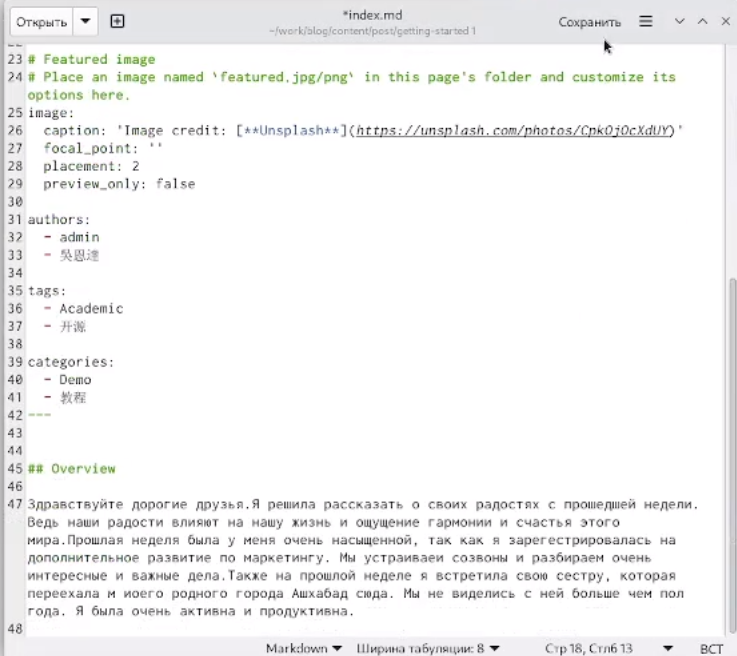 Открыть
*index.md
~/work/blog/content/post/getting-started 1
Сохранить
23 # Featured image
24 # Place an image named `featured.jpg/png` in this page's folder and customize its
options here.
25 image:
26 caption: 'Image credit: [**Unsplash**](https://unsplash.com/photos/CpkOjOcXdUY)'
27 focal_point: ''
28 placement: 2
29 preview_only: false
30
31 authors:
32 - admin
33 - 吳恩達
34
35 tags:
36 - Academic
37 - 开源
38
39 categories:
40 - Demo
41 - 教程
42 ---
43
44
45 ## Overview
46
47 Здравствуйте дорогие друзья.Я решила рассказать о своих радостях с прошедшей недели.
Ведь наши радости влияют на нашу жизнь и ощущение гармонии и счастья этого
мира.Прошлая неделя была у меня очень насыщенной, так как я зарегестрировалась на
дополнительное развитие по маркетингу. Мы устраиваеи созвоны и разбираем очень
интересные и важные дела.Также на прошлой неделе я встретила свою сестру, которая
переехала м иоего родного города Ашхабад сюда. Мы не виделись с ней больше чем пол
года. Я была очень активна и продуктивна.
48
Markdown Ширина табуляции: 8 Стр 18, Стлб 13 ВСТ